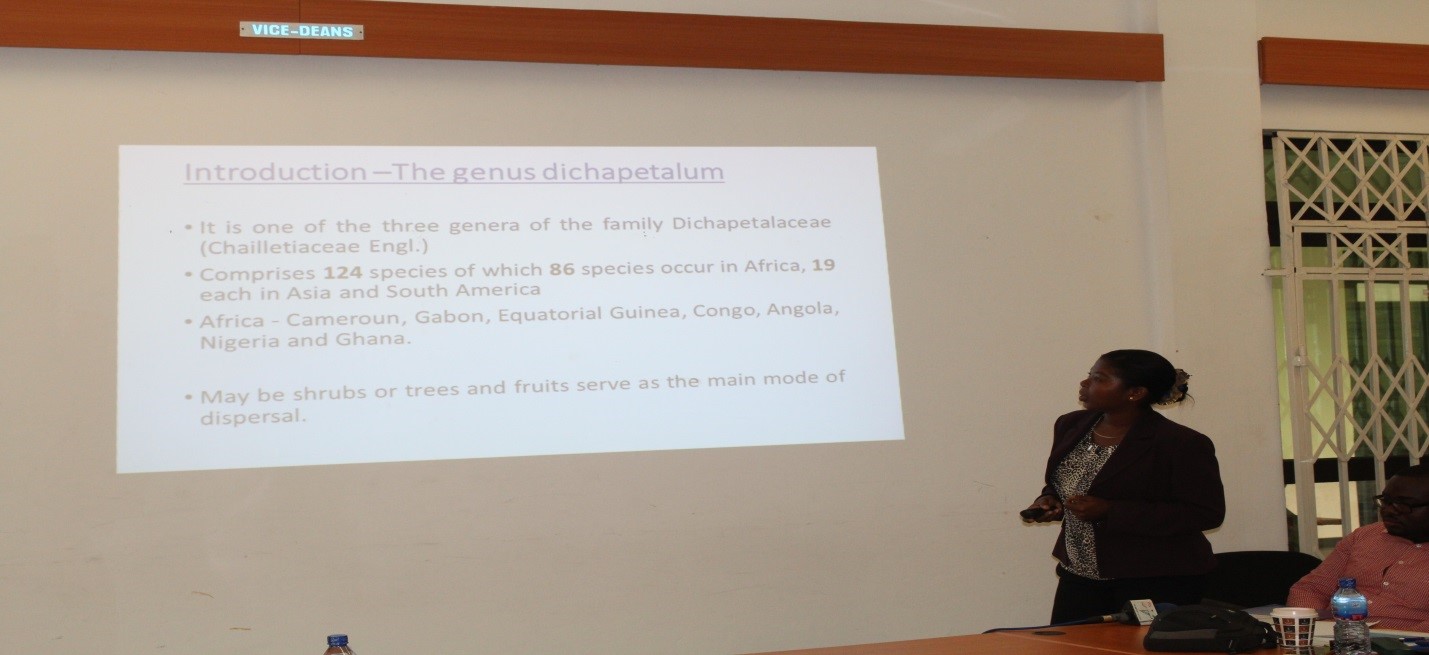 VICE-DEANS
Introduction –The genus dichapetalum
• It is one of the three genera of the family Dichapetalaceae
(Chailletiaceae Engl.)
• Comprises 124 species of which 86 species occur in Africa, 19
each in Asia and South America
• Africa - Cameroun, Gabon, Equatorial Guinea, Congo, Angola,
Nigeria and Ghana.
• May be shrubs or trees and fruits serve as the main mode of
dispersal.